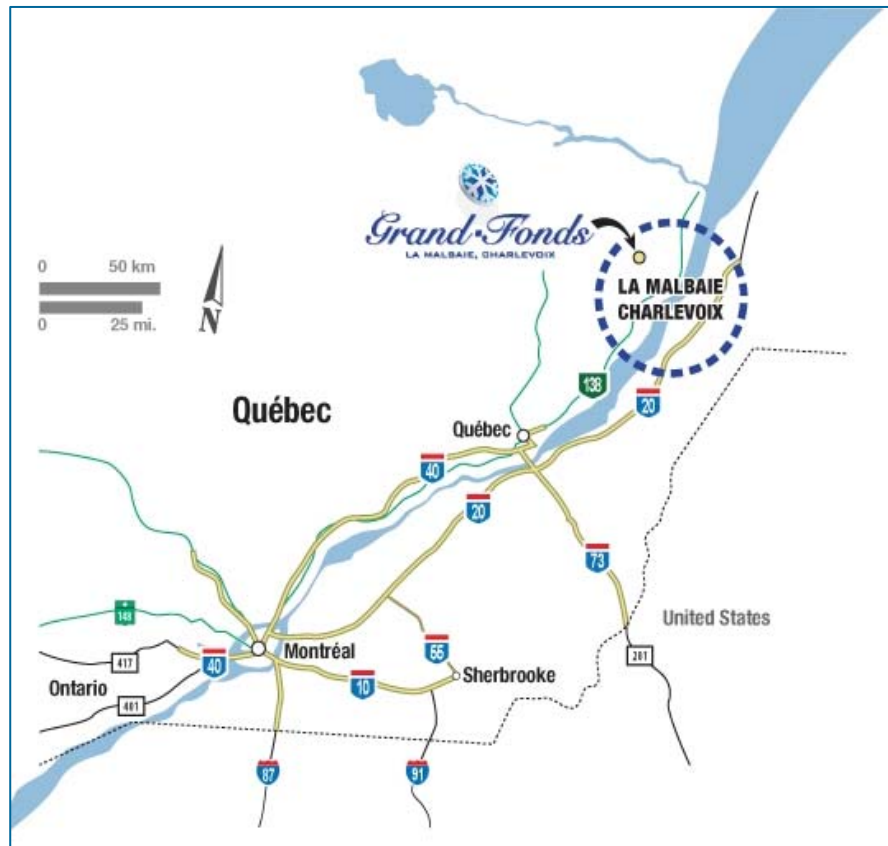 Grand·Fonds
LA MALBAIE, CHARLEVOIX
0 50 km
0 25 mi.
N
LA MALBAIE
CHARLEVOIX
138
20
Québec
Québec
40
20
73
148
United States
417
40
Montréal
55
Sherbrooke
201
Ontario
10
401
87
91